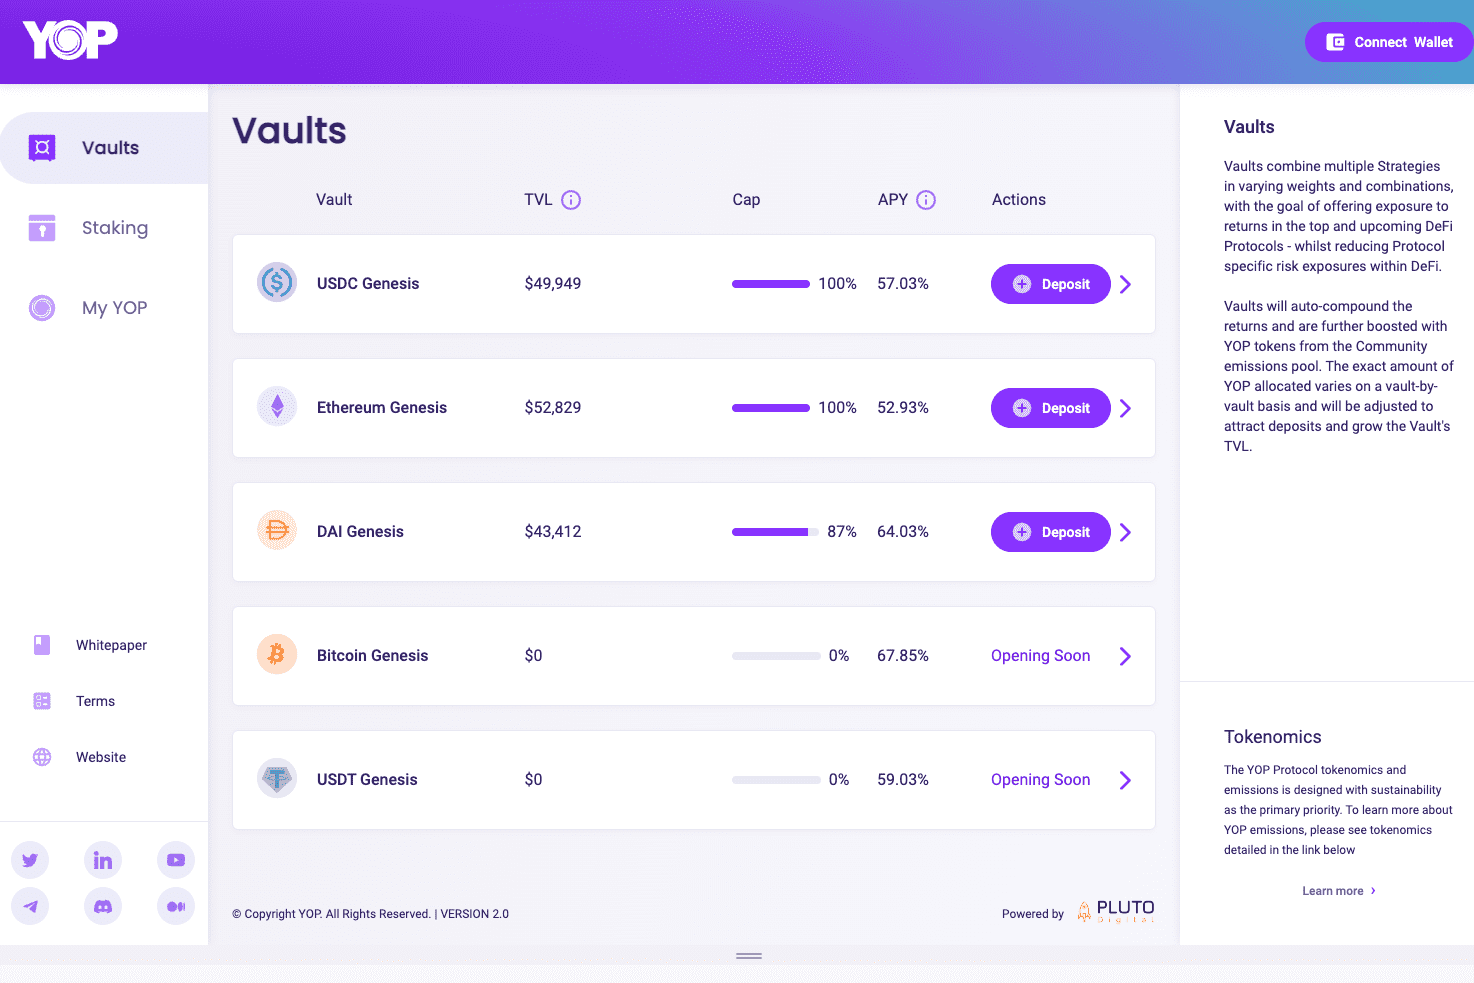 YOP
Connect Wallet
Vaults
Staking
My YOP
Whitepaper
Terms
Website
Vaults
Vault TVL Cap APY Actions
USDC Genesis $49,949 100% 57.03% Deposit
Ethereum Genesis $52,829 100% 52.93% Deposit
DAI Genesis $43,412 87% 64.03% Deposit
Bitcoin Genesis $0 0% 67.85% Opening Soon
USDT Genesis $0 0% 59.03% Opening Soon
© Copyright YOP. All Rights Reserved. | VERSION 2.0
Powered by PLUTO
Digital
Vaults
Vaults combine multiple Strategies
in varying weights and combinations,
with the goal of offering exposure to
returns in the top and upcoming DeFi
Protocols - whilst reducing Protocol
specific risk exposures within DeFi.
Vaults will auto-compound the
returns and are further boosted with
YOP tokens from the Community
emissions pool. The exact amount of
YOP allocated varies on a vault-by-
vault basis and will be adjusted to
attract deposits and grow the Vault's
TVL.
Tokenomics
The YOP Protocol tokenomics and
emissions is designed with sustainability
as the primary priority. To learn more about
YOP emissions, please see tokenomics
detailed in the link below
Learn more